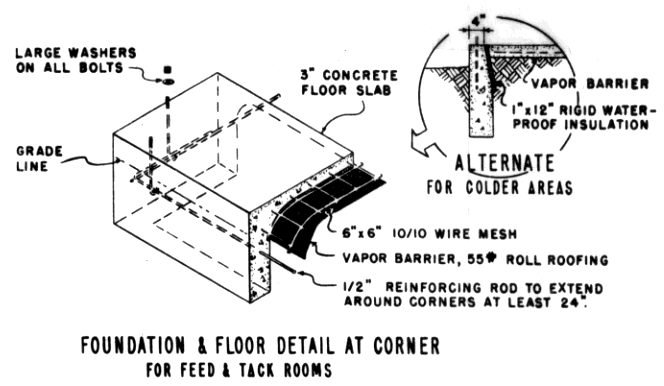 LARGE WASHERS
ON ALL BOLTS
3" CONCRETE
FLOOR SLAB
4"
VAPOR BARRIER
1"x12" RIGID WATER-
PROOF INSULATION
GRADE
LINE
ALTERNATE
FOR COLDER AREAS
6"x6" 10/10 WIRE MESH
VAPOR BARRIER, 55# ROLL ROOFING
1/2" REINFORCING ROD TO EXTEND
AROUND CORNERS AT LEAST 24".
FOUNDATION & FLOOR DETAIL AT CORNER
FOR FEED & TACK ROOMS